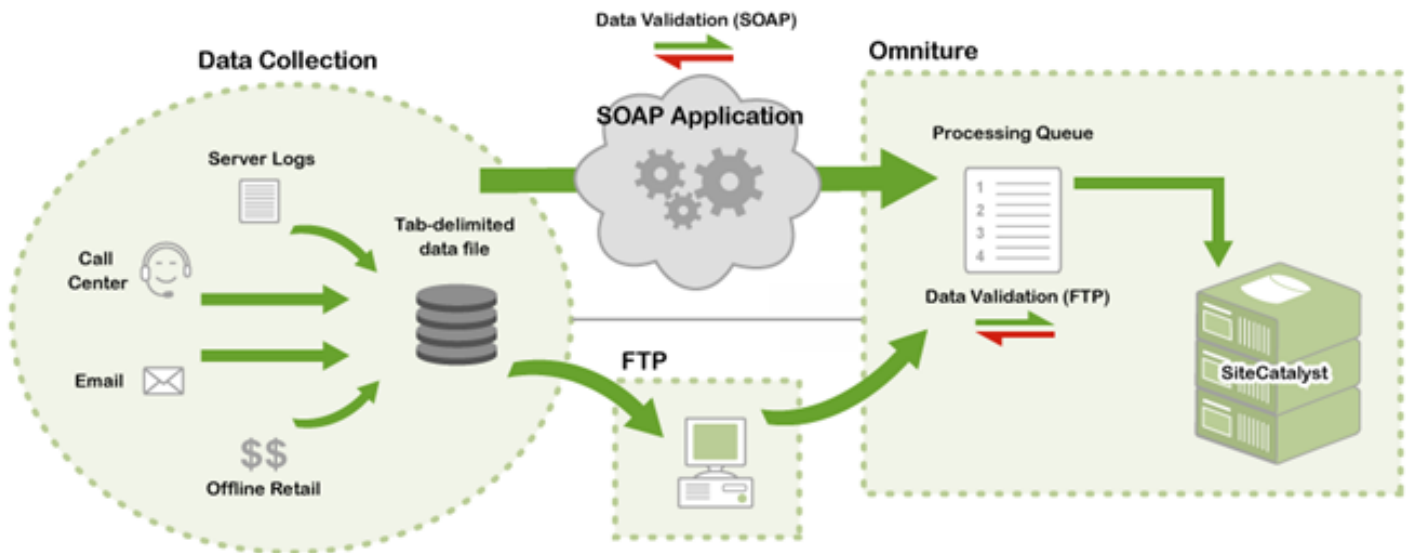 Data Validation (SOAP)
Data Collection
Omniture
SOAP Application
Processing Queue
Server Logs
1
2
3
4
Tab-delimited
data file
Call
Center
Data Validation (FTP)
FTP
SiteCatalyst
Email
$$
Offline Retail